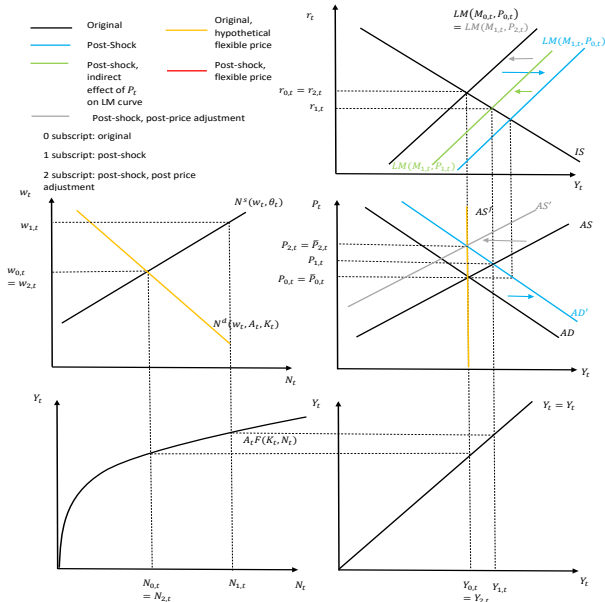 Original
Post-Shock
Post-shock,
indirect
effect of P_t
on LM curve
Original,
hypothetical
flexible price
Post-shock,
flexible price
Post-shock, post-price adjustment
0 subscript: original
1 subscript: post-shock
2 subscript: post-shock, post price
adjustment
r_t
LM(M_{0,t}, P_{0,t})
= LM(M_{1,t}, P_{2,t})
LM(M_{1,t}, P_{0,t})
r_{0,t} = r_{2,t}
r_{1,t}
LM(M_{1,t}, P_{1,t})
IS
Y_t
w_t
N^s(w_t, θ_t)
w_{1,t}
w_{0,t}
= w_{2,t}
N^d(w_t, A_t, K_t)
N_t
P_t
AS^f
AS′
AS
P_{2,t} = P̄_{2,t}
P_{1,t}
P_{0,t} = P̄_{0,t}
AD′
AD
Y_t
Y_t
A_tF(K_t, N_t)
N_{0,t}
= N_{2,t}
N_{1,t}
N_t
Y_t
Y_t = Y_t
Y_{0,t}
= Y_{2,t}
Y_{1,t}
Y_t